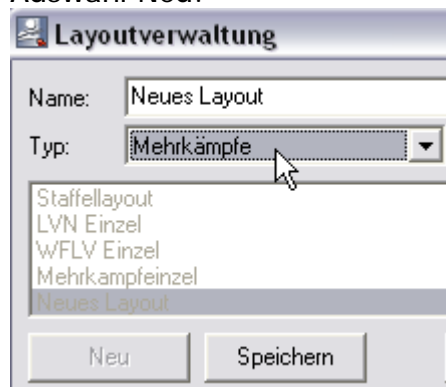 Auswahl Neu:
Layoutverwaltung
Name: Neues Layout
Typ: Mehrkämpfe
Staffellayout
LVN Einzel
WFLV Einzel
Mehrkampfeinzel
Neues Layout
Neu Speichern